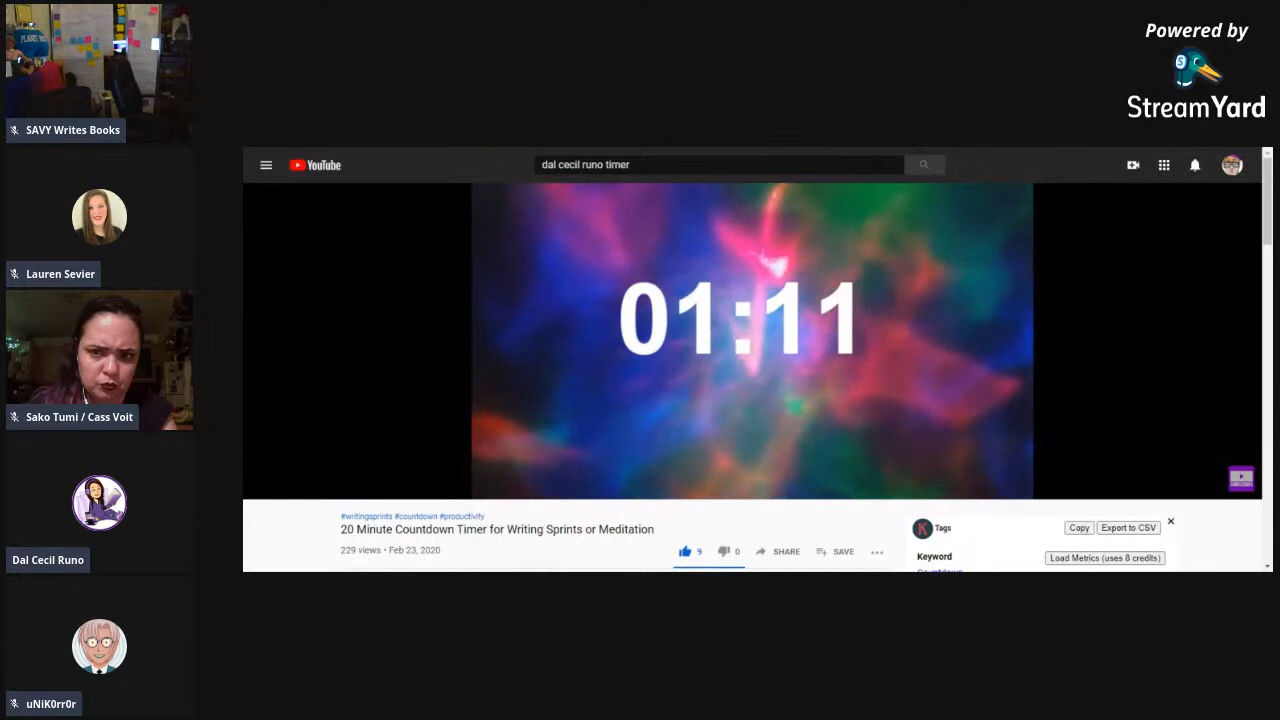 Powered by
StreamYard
SAVY Writes Books
Lauren Sevier
Sako Tumi / Cass Voit
Dal Cecil Runo
uNiK0rr0r
YouTube
dal cecil runo timer
01:11
#writingsprints #countdown #productivity
20 Minute Countdown Timer for Writing Sprints or Meditation
229 views • Feb 23, 2020
9
0
SHARE
SAVE
Tags
Copy
Export to CSV
Keyword
Load Metrics (uses 8 credits)